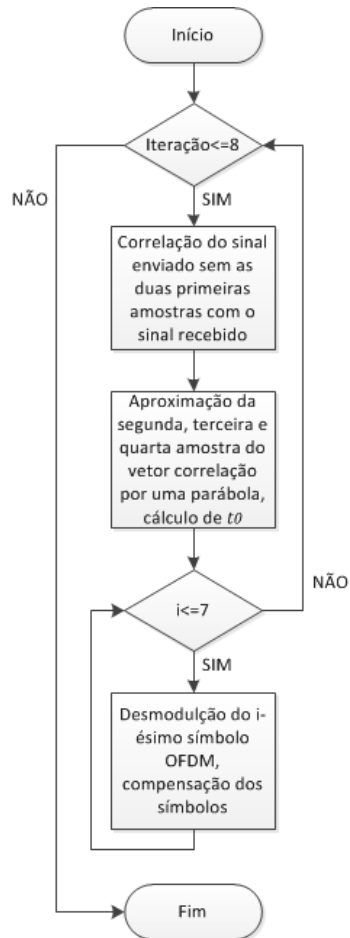 Início
Iteração<=8
NÃO
SIM
Correlação do sinal
enviado sem as
duas primeiras
amostras com o
sinal recebido
Aproximação da
segunda, terceira e
quarta amostra do
vetor correlação
por uma parábola,
cálculo de t0
NÃO
i<=7
SIM
Desmodulção do i-
ésimo símbolo
OFDM,
compensação dos
símbolos
Fim